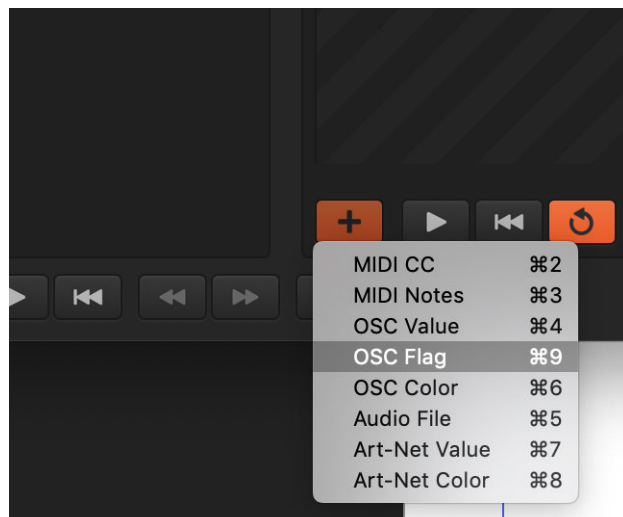 MIDI CC ⌘2
MIDI Notes ⌘3
OSC Value ⌘4
OSC Flag ⌘9
OSC Color ⌘6
Audio File ⌘5
Art-Net Value ⌘7
Art-Net Color ⌘8